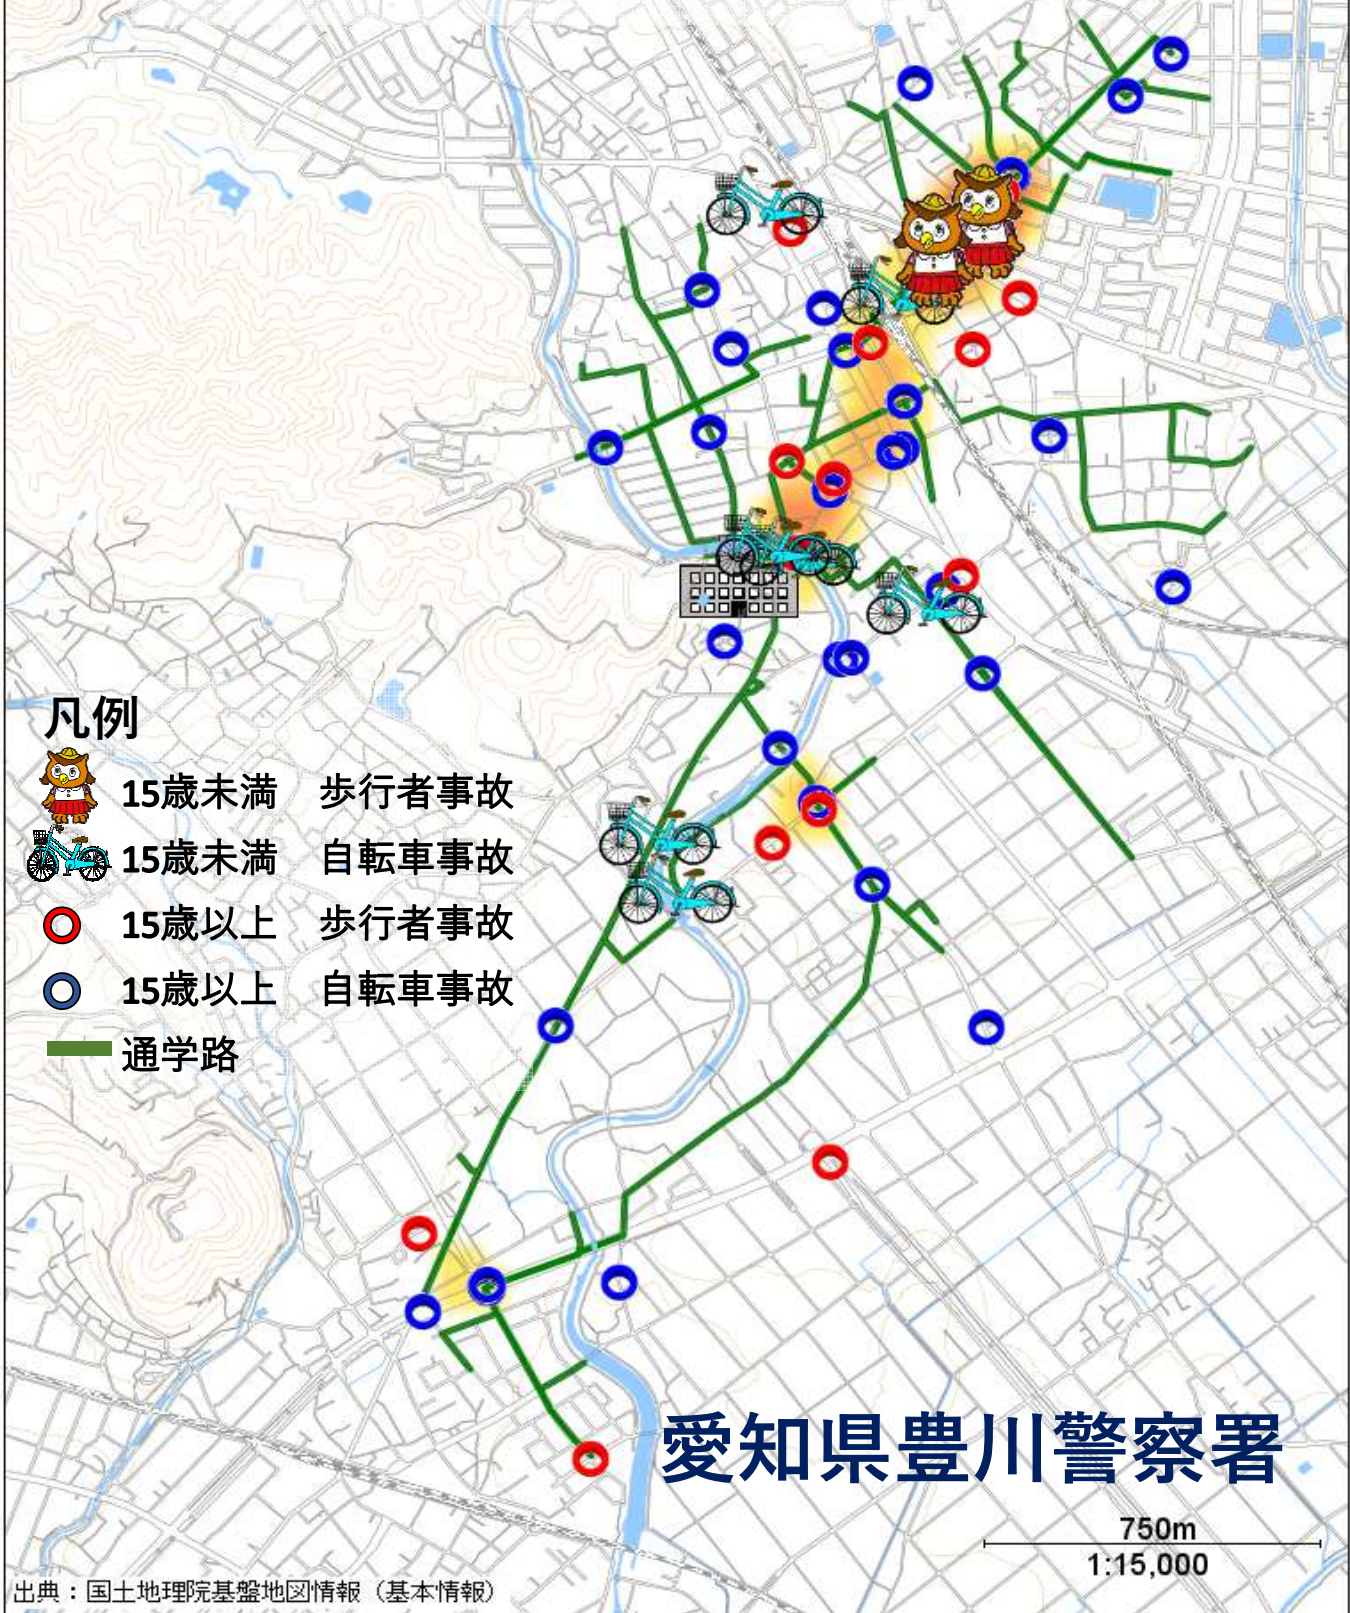 凡例
15歳未満　歩行者事故
15歳未満　自転車事故
15歳以上　歩行者事故
15歳以上　自転車事故
通学路
愛知県豊川警察署
750m
1:15,000
出典：国土地理院基盤地図情報（基本情報）